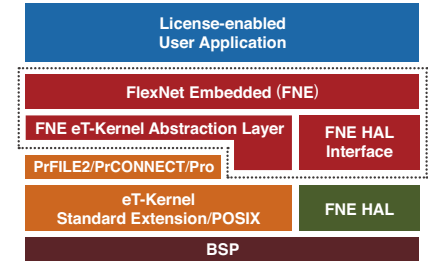 License-enabled
User Application
FlexNet Embedded (FNE)
FNE eT-Kernel Abstraction Layer
FNE HAL
Interface
PrFILE2/PrCONNECT/Pro
eT-Kernel
Standard Extension/POSIX
FNE HAL
BSP